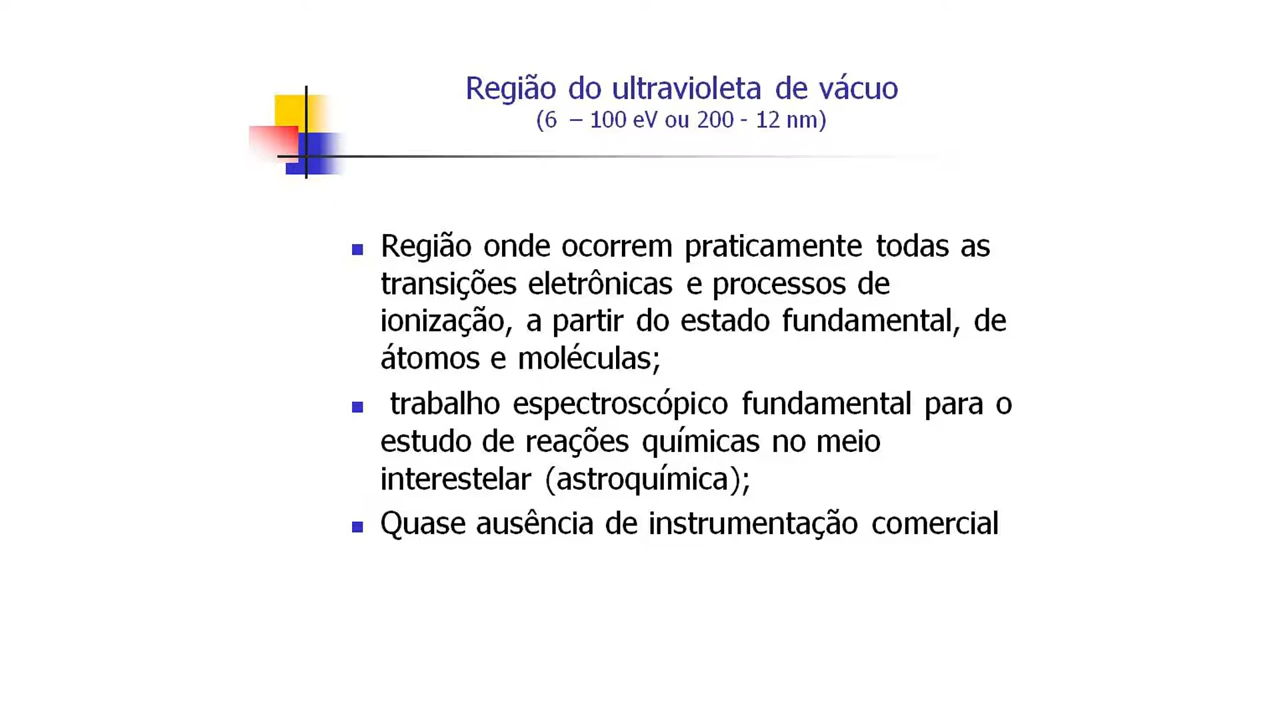 Região do ultravioleta de vácuo
(6 – 100 eV ou 200 - 12 nm)
Região onde ocorrem praticamente todas as
transições eletrônicas e processos de
ionização, a partir do estado fundamental, de
átomos e moléculas;
trabalho espectroscópico fundamental para o
estudo de reações químicas no meio
interestelar (astroquímica);
Quase ausência de instrumentação comercial